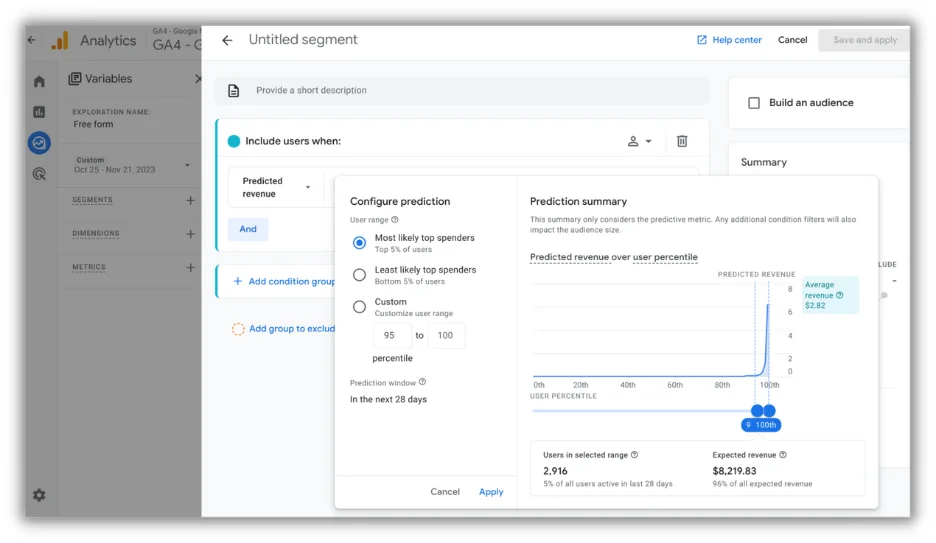 Analytics
GA4 - Google
GA4 - G
Untitled segment
Help center
Cancel
Save and apply
Variables
EXPLORATION NAME:
Free form
Custom
Oct 25 - Nov 21, 2023
SEGMENTS
DIMENSIONS
METRICS
Provide a short description
Include users when:
Predicted
revenue
And
Add condition group
Add group to exclud
Build an audience
Summary
LUDE
Configure prediction
User range
Most likely top spenders
Top 5% of users
Least likely top spenders
Bottom 5% of users
Custom
Customize user range
95 to 100
percentile
Prediction window
In the next 28 days
Cancel
Apply
Prediction summary
This summary only considers the predictive metric. Any additional condition filters will also
impact the audience size.
Predicted revenue over user percentile
PREDICTED REVENUE
8
6
4
2
0
Average
revenue
$2.82
0th 20th 40th 60th 80th 100th
USER PERCENTILE
9 100th
Users in selected range
2,916
5% of all users active in last 28 days
Expected revenue
$8,219.83
96% of all expected revenue